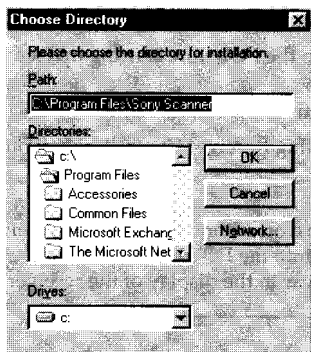 Choose Directory
Please choose the directory for installation.
Path:
C:\Program Files\Sony Scanner
Directories:
c:\
Program Files
Accessories
Common Files
Microsoft Exchang
The Microsoft Net
OK
Cancel
Network...
Drives:
c: